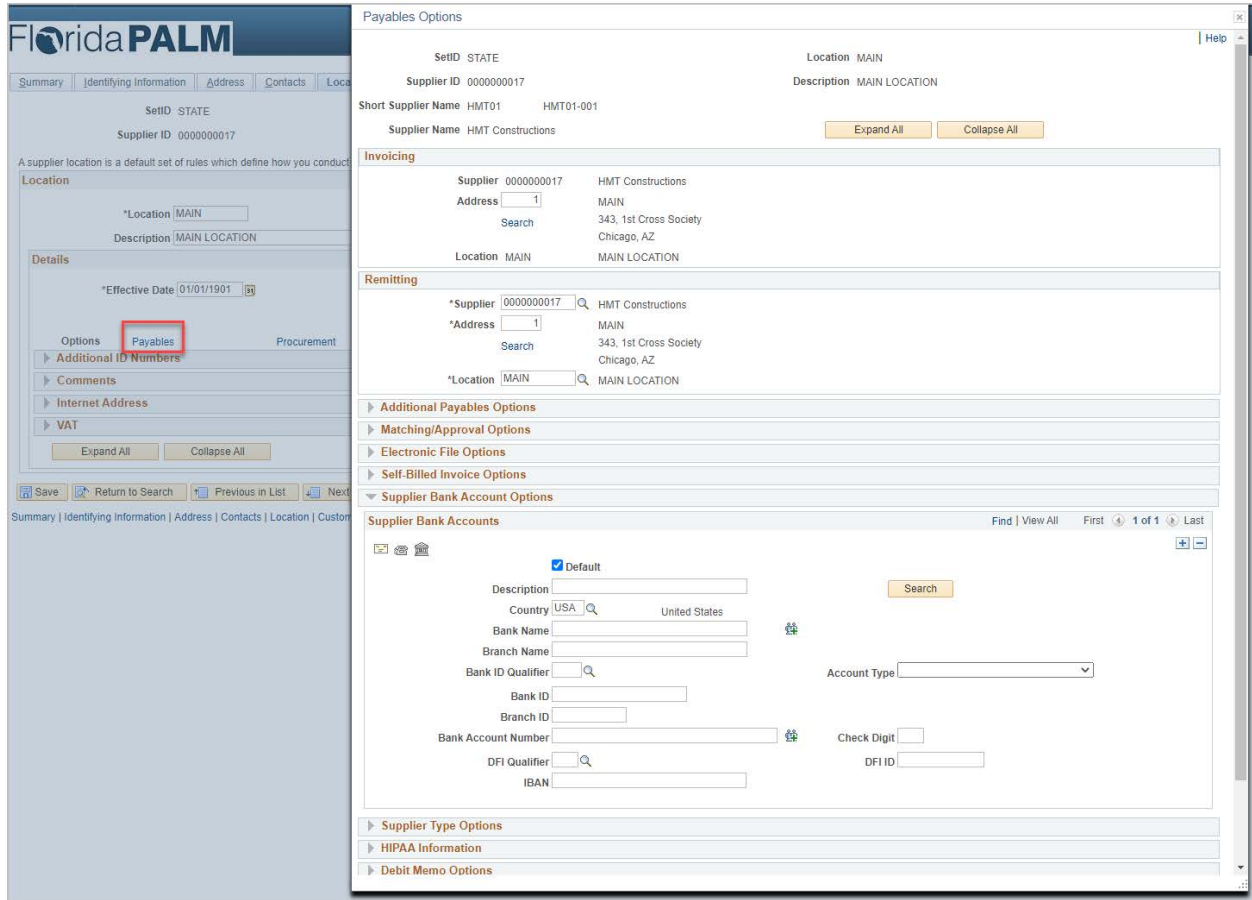 Florida PALM
Summary Identifying Information Address Contacts Loca
SetID STATE
Supplier ID 0000000017
A supplier location is a default set of rules which define how you conduct
Location
*Location MAIN
Description MAIN LOCATION
Details
*Effective Date 01/01/1901 31
Options Payables Procurement
Additional ID Numbers
Comments
Internet Address
VAT
Expand All Collapse All
Save Return to Search Previous in List Next
Summary | Identifying Information | Address | Contacts | Location | Custom
Payables Options
Help
SetID STATE Location MAIN
Supplier ID 0000000017 Description MAIN LOCATION
Short Supplier Name HMT01 HMT01-001
Supplier Name HMT Constructions Expand All Collapse All
Invoicing
Supplier 0000000017 HMT Constructions
Address 1 MAIN
Search 343, 1st Cross Society
Chicago, AZ
Location MAIN MAIN LOCATION
Remitting
*Supplier 0000000017 HMT Constructions
*Address 1 MAIN
Search 343, 1st Cross Society
Chicago, AZ
*Location MAIN MAIN LOCATION
Additional Payables Options
Matching/Approval Options
Electronic File Options
Self-Billed Invoice Options
Supplier Bank Account Options
Supplier Bank Accounts Find | View All First 1 of 1 Last
Default
Description Search
Country USA United States
Bank Name
Branch Name
Bank ID Qualifier Account Type
Bank ID
Branch ID
Bank Account Number Check Digit
DFI Qualifier DFI ID
IBAN
Supplier Type Options
HIPAA Information
Debit Memo Options